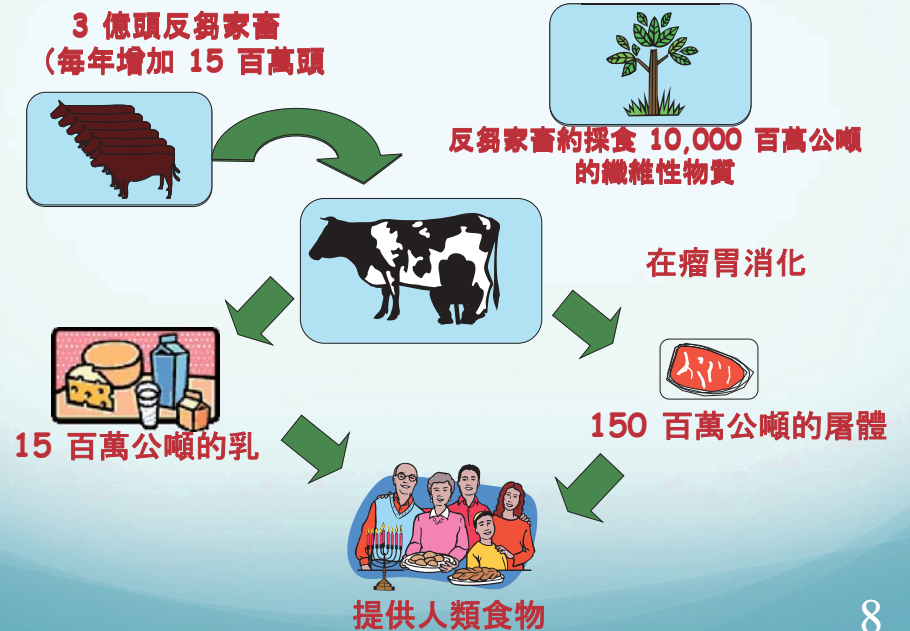 3 億頭反芻家畜
(每年增加 15 百萬頭
反芻家畜約採食 10,000 百萬公噸
的纖維性物質
在瘤胃消化
15 百萬公噸的乳
150 百萬公噸的屠體
提供人類食物
8